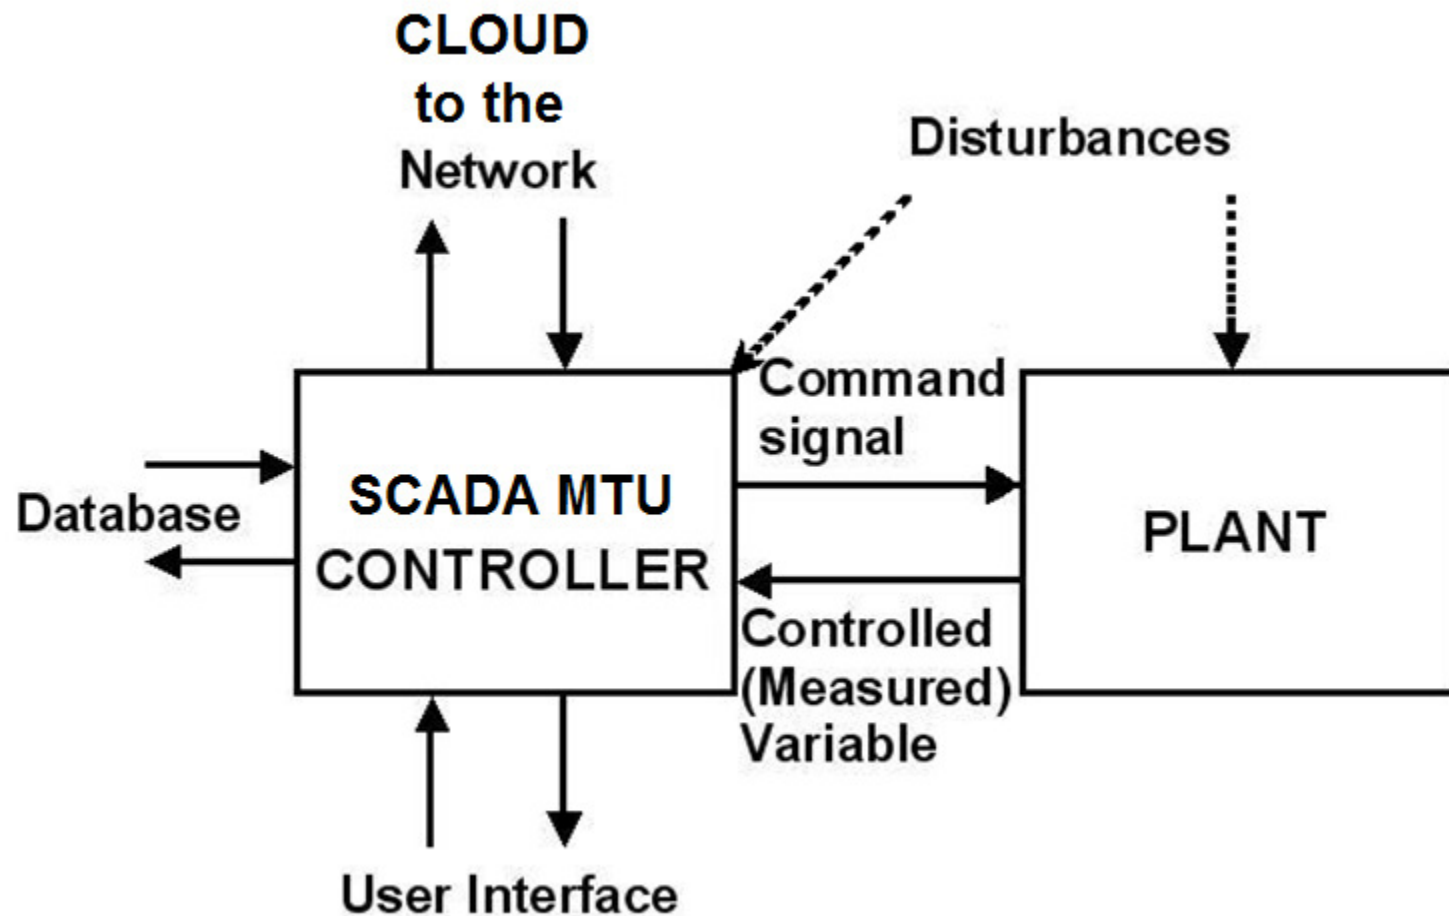 CLOUD
to the
Network
Disturbances
Command
signal
Database
SCADA MTU
CONTROLLER
PLANT
Controlled
(Measured)
Variable
User Interface